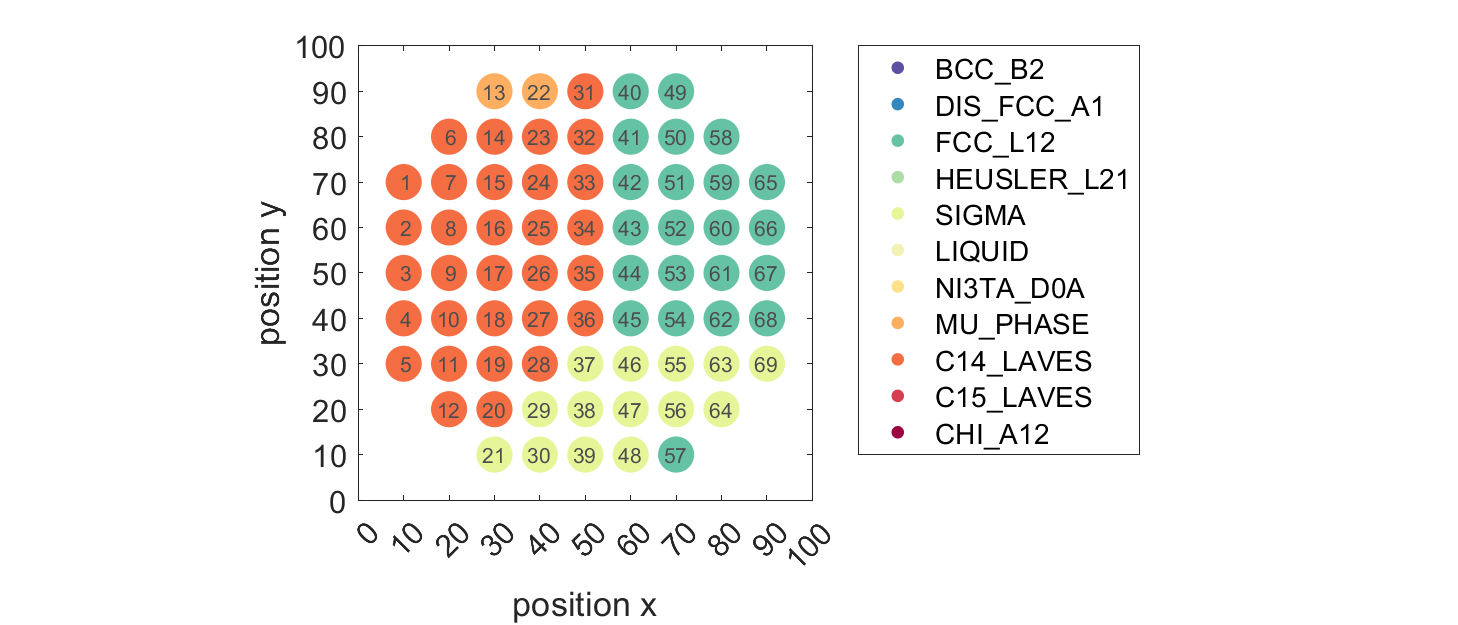 100
90
80
70
60
50
40
30
20
10
0
position y
13 22 31 40 49
6 14 23 32 41 50 58
1 7 15 24 33 42 51 59 65
2 8 16 25 34 43 52 60 66
3 9 17 26 35 44 53 61 67
4 10 18 27 36 45 54 62 68
5 11 19 28 37 46 55 63 69
12 20 29 38 47 56 64
21 30 39 48 57
0 10 20 30 40 50 60 70 80 90 100
position x
BCC_B2
DIS_FCC_A1
FCC_L12
HEUSLER_L21
SIGMA
LIQUID
NI3TA_D0A
MU_PHASE
C14_LAVES
C15_LAVES
CHI_A12